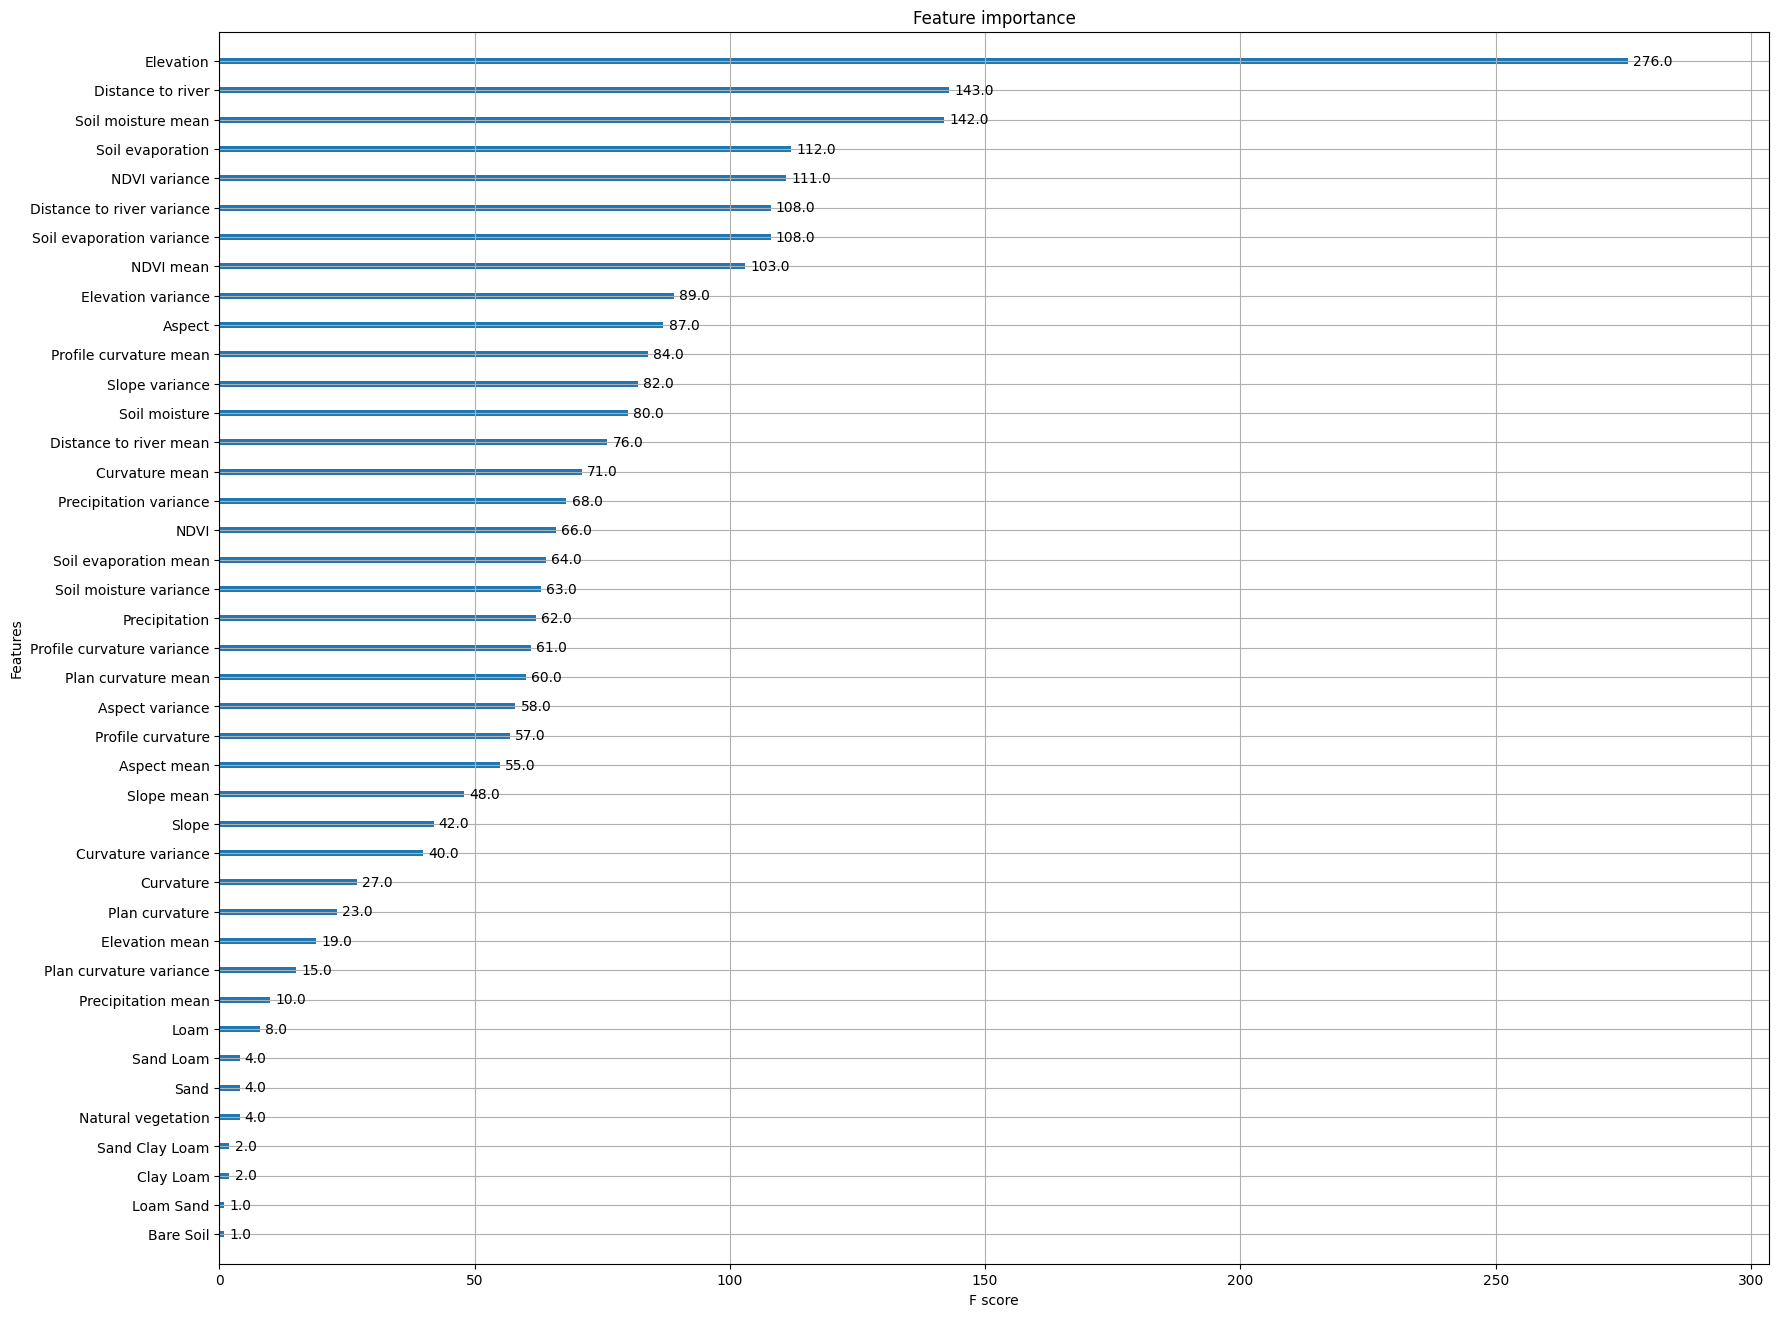 Feature importance
Elevation 276.0
Distance to river 143.0
Soil moisture mean 142.0
Soil evaporation 112.0
NDVI variance 111.0
Distance to river variance 108.0
Soil evaporation variance 108.0
NDVI mean 103.0
Elevation variance 89.0
Aspect 87.0
Profile curvature mean 84.0
Slope variance 82.0
Soil moisture 80.0
Distance to river mean 76.0
Curvature mean 71.0
Precipitation variance 68.0
NDVI 66.0
Soil evaporation mean 64.0
Soil moisture variance 63.0
Precipitation 62.0
Profile curvature variance 61.0
Plan curvature mean 60.0
Aspect variance 58.0
Profile curvature 57.0
Aspect mean 55.0
Slope mean 48.0
Slope 42.0
Curvature variance 40.0
Curvature 27.0
Plan curvature 23.0
Elevation mean 19.0
Plan curvature variance 15.0
Precipitation mean 10.0
Loam 8.0
Sand Loam 4.0
Sand 4.0
Natural vegetation 4.0
Sand Clay Loam 2.0
Clay Loam 2.0
Loam Sand 1.0
Bare Soil 1.0
Features
0 50 100 150 200 250 300
F score